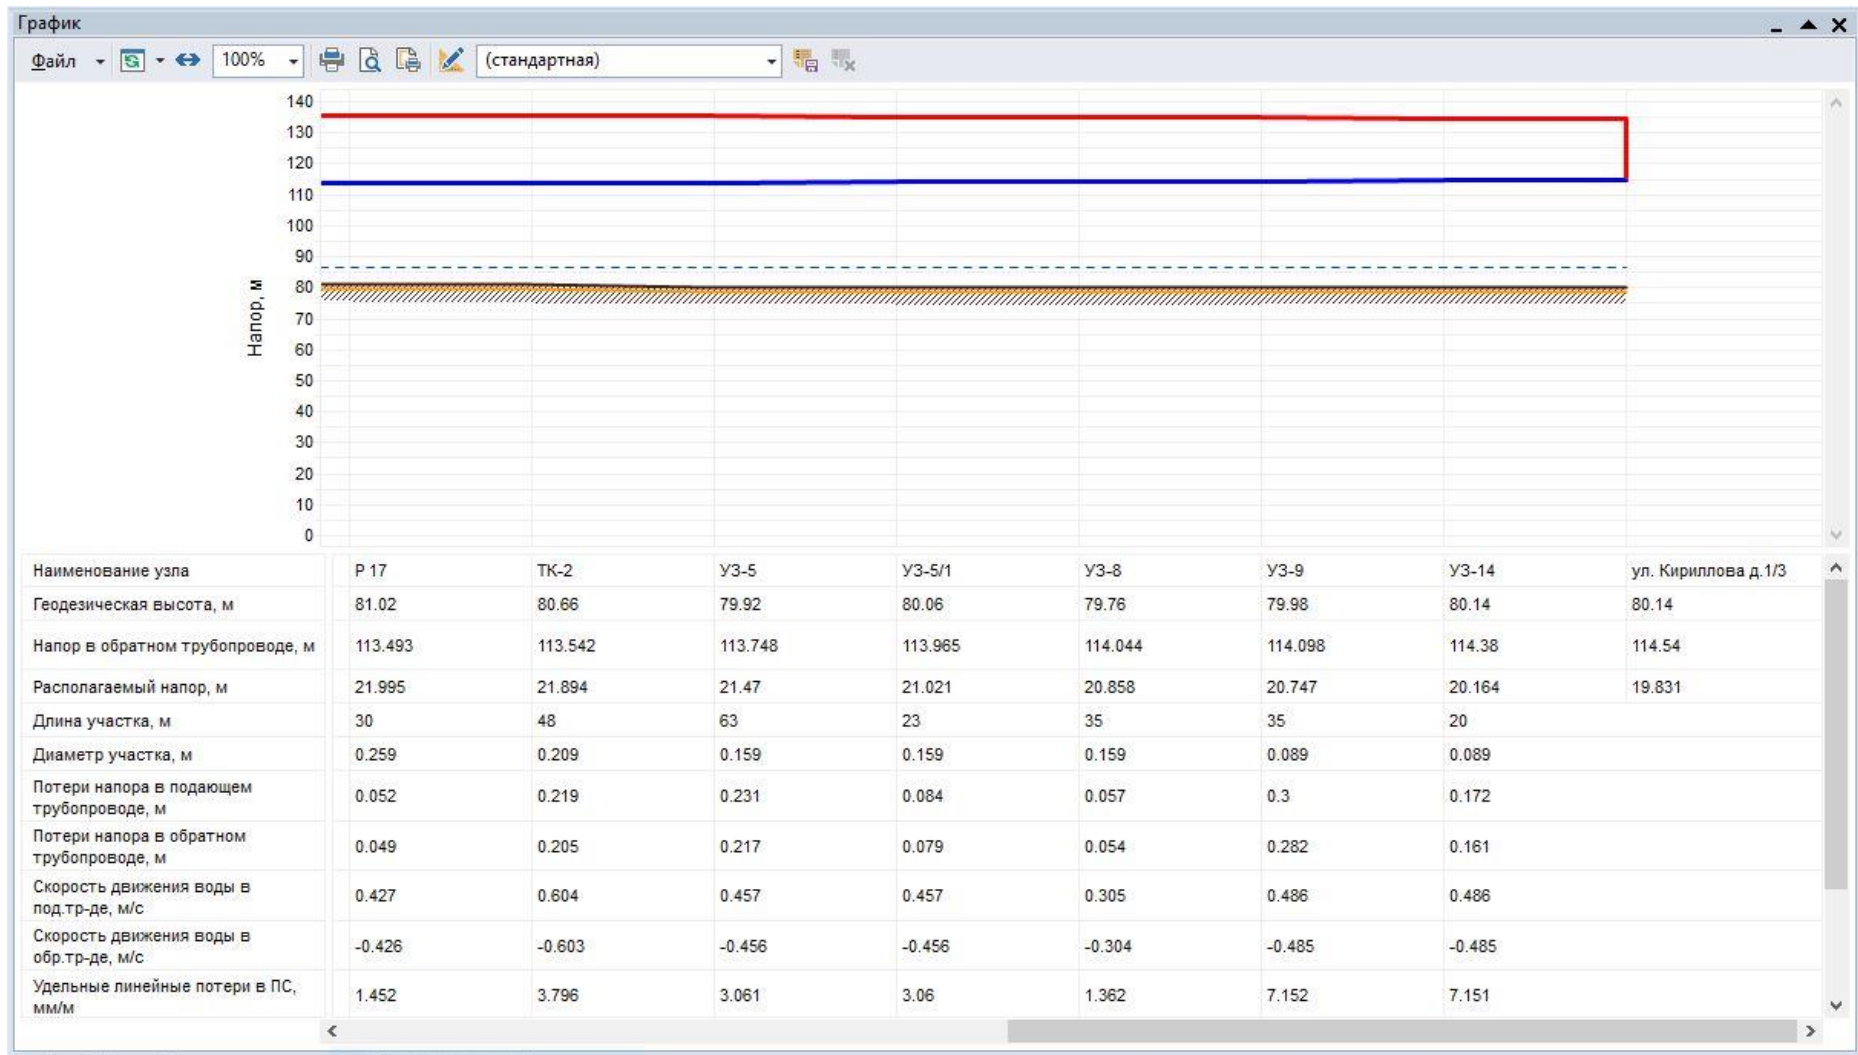 График
Файл 100% (стандартная)
140
130
120
110
100
90
80
70
60
50
40
30
20
10
0
Напор, м
Наименование узла Р 17 ТК-2 УЗ-5 УЗ-5/1 УЗ-8 УЗ-9 УЗ-14 ул. Кириллова д.1/3
Геодезическая высота, м 81.02 80.66 79.92 80.06 79.76 79.98 80.14 80.14
Напор в обратном трубопроводе, м 113.493 113.542 113.748 113.965 114.044 114.098 114.38 114.54
Располагаемый напор, м 21.995 21.894 21.47 21.021 20.858 20.747 20.164 19.831
Длина участка, м 30 48 63 23 35 35 20
Диаметр участка, м 0.259 0.209 0.159 0.159 0.159 0.089 0.089
Потери напора в подающем
трубопроводе, м 0.052 0.219 0.231 0.084 0.057 0.3 0.172
Потери напора в обратном
трубопроводе, м 0.049 0.205 0.217 0.079 0.054 0.282 0.161
Скорость движения воды в
под.тр-де, м/с 0.427 0.604 0.457 0.457 0.305 0.486 0.486
Скорость движения воды в
обр.тр-де, м/с -0.426 -0.603 -0.456 -0.456 -0.304 -0.485 -0.485
Удельные линейные потери в ПС,
мм/м 1.452 3.796 3.061 3.06 1.362 7.152 7.151